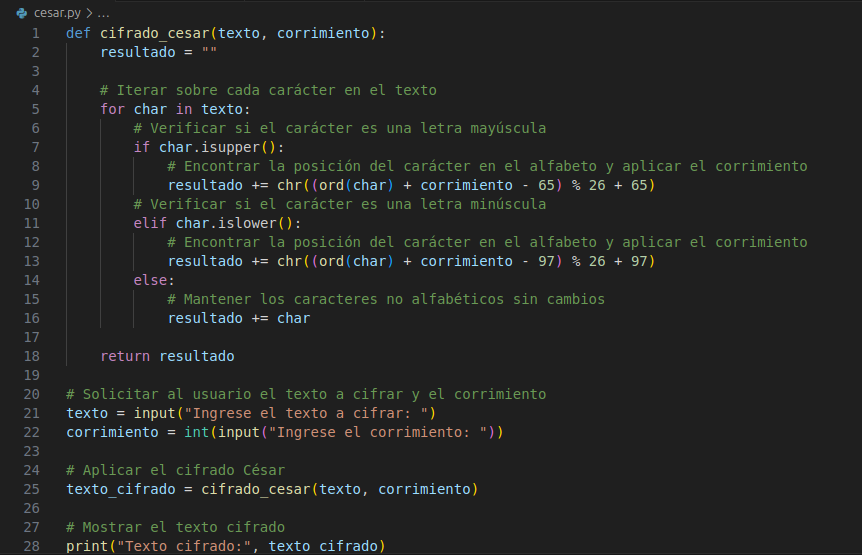 cesar.py > ...
1 def cifrado_cesar(texto, corrimiento):
2     resultado = ""
3
4     # Iterar sobre cada carácter en el texto
5     for char in texto:
6         # Verificar si el carácter es una letra mayúscula
7         if char.isupper():
8             # Encontrar la posición del carácter en el alfabeto y aplicar el corrimiento
9             resultado += chr((ord(char) + corrimiento - 65) % 26 + 65)
10         # Verificar si el carácter es una letra minúscula
11         elif char.islower():
12             # Encontrar la posición del carácter en el alfabeto y aplicar el corrimiento
13             resultado += chr((ord(char) + corrimiento - 97) % 26 + 97)
14         else:
15             # Mantener los caracteres no alfabéticos sin cambios
16             resultado += char
17
18     return resultado
19
20 # Solicitar al usuario el texto a cifrar y el corrimiento
21 texto = input("Ingrese el texto a cifrar: ")
22 corrimiento = int(input("Ingrese el corrimiento: "))
23
24 # Aplicar el cifrado César
25 texto_cifrado = cifrado_cesar(texto, corrimiento)
26
27 # Mostrar el texto cifrado
28 print("Texto cifrado:", texto_cifrado)